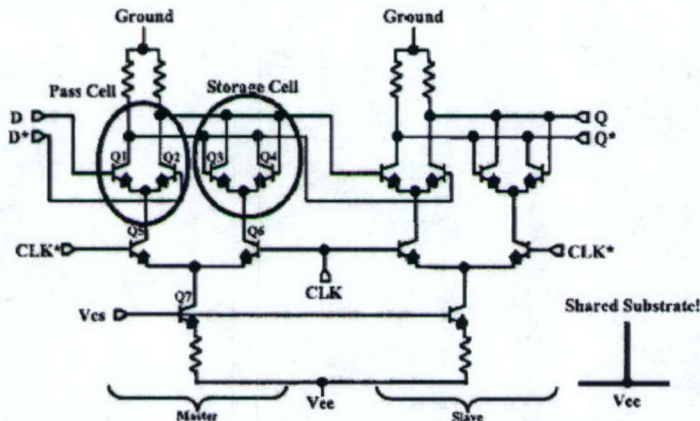 Ground
Ground
Pass Cell
Storage Cell
D
D*
Q
Q*
Q1
Q2
Q3
Q4
Q5
Q6
CLK*
CLK
CLK*
Q7
Vcs
Shared Substrate!
Vee
Vee
Master
Slave